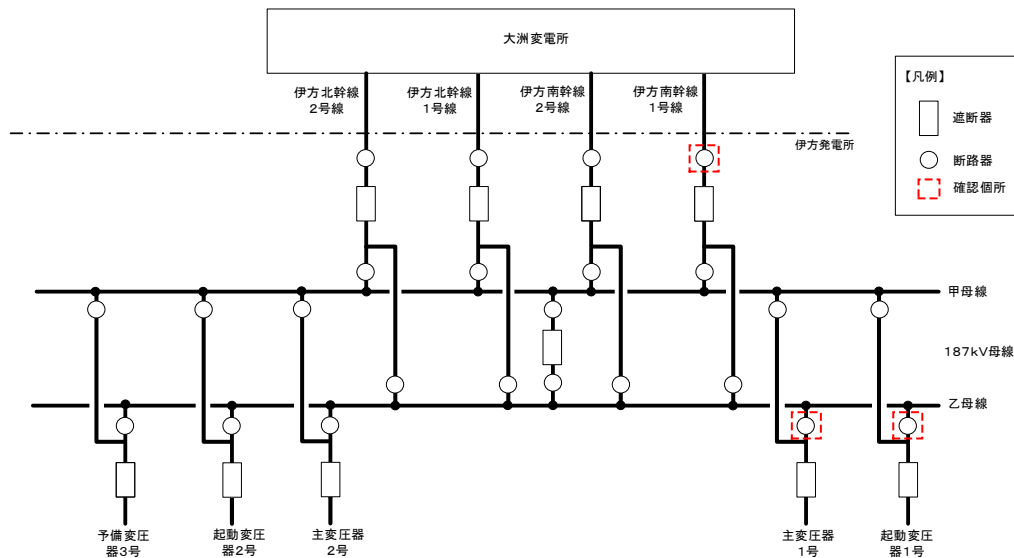 大洲変電所
伊方北幹線
2号線
伊方北幹線
1号線
伊方南幹線
2号線
伊方南幹線
1号線
【凡例】
遮断器
断路器
確認個所
伊方発電所
甲母線
187kV母線
乙母線
予備変圧
器3号
起動変圧
器2号
主変圧器
2号
主変圧器
1号
起動変圧
器1号